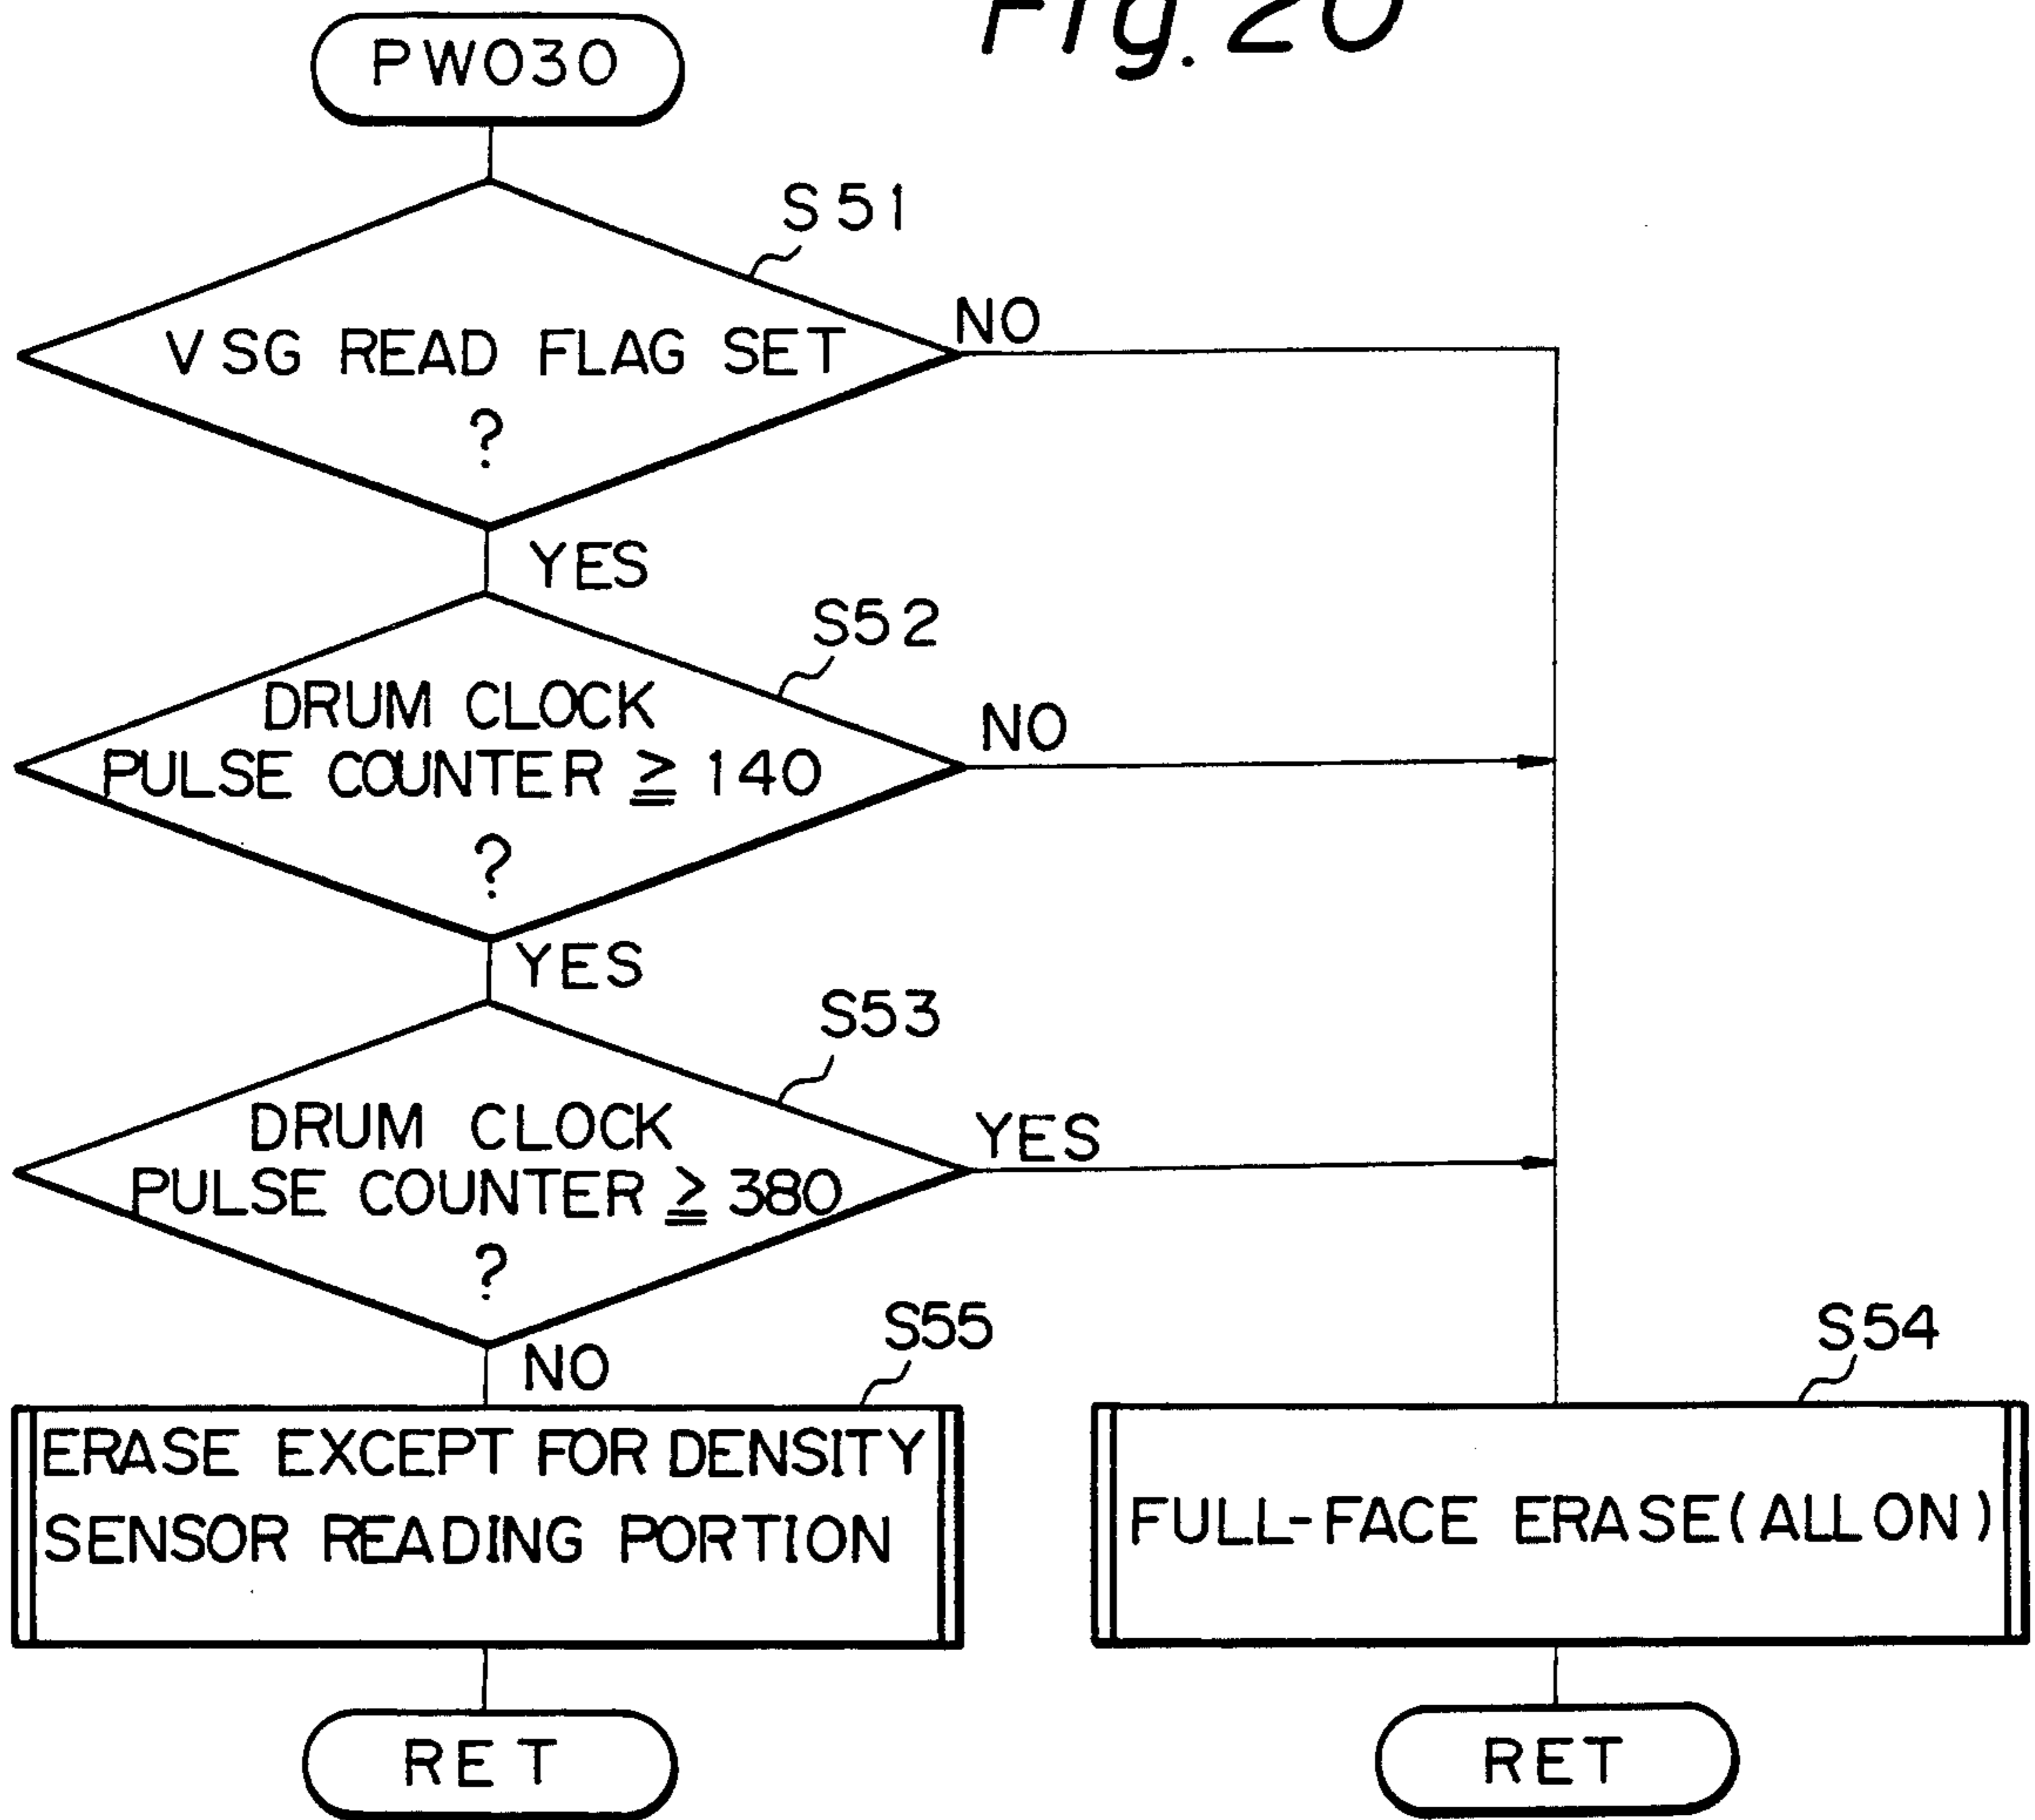 Fig. 20
PW030
S51
VSG READ FLAG SET
?
NO
YES
S52
DRUM CLOCK
PULSE COUNTER ≧ 140
?
NO
YES
S53
DRUM CLOCK
PULSE COUNTER ≧ 380
?
YES
NO
S55
ERASE EXCEPT FOR DENSITY
SENSOR READING PORTION
S54
FULL-FACE ERASE (ALL ON)
RET
RET